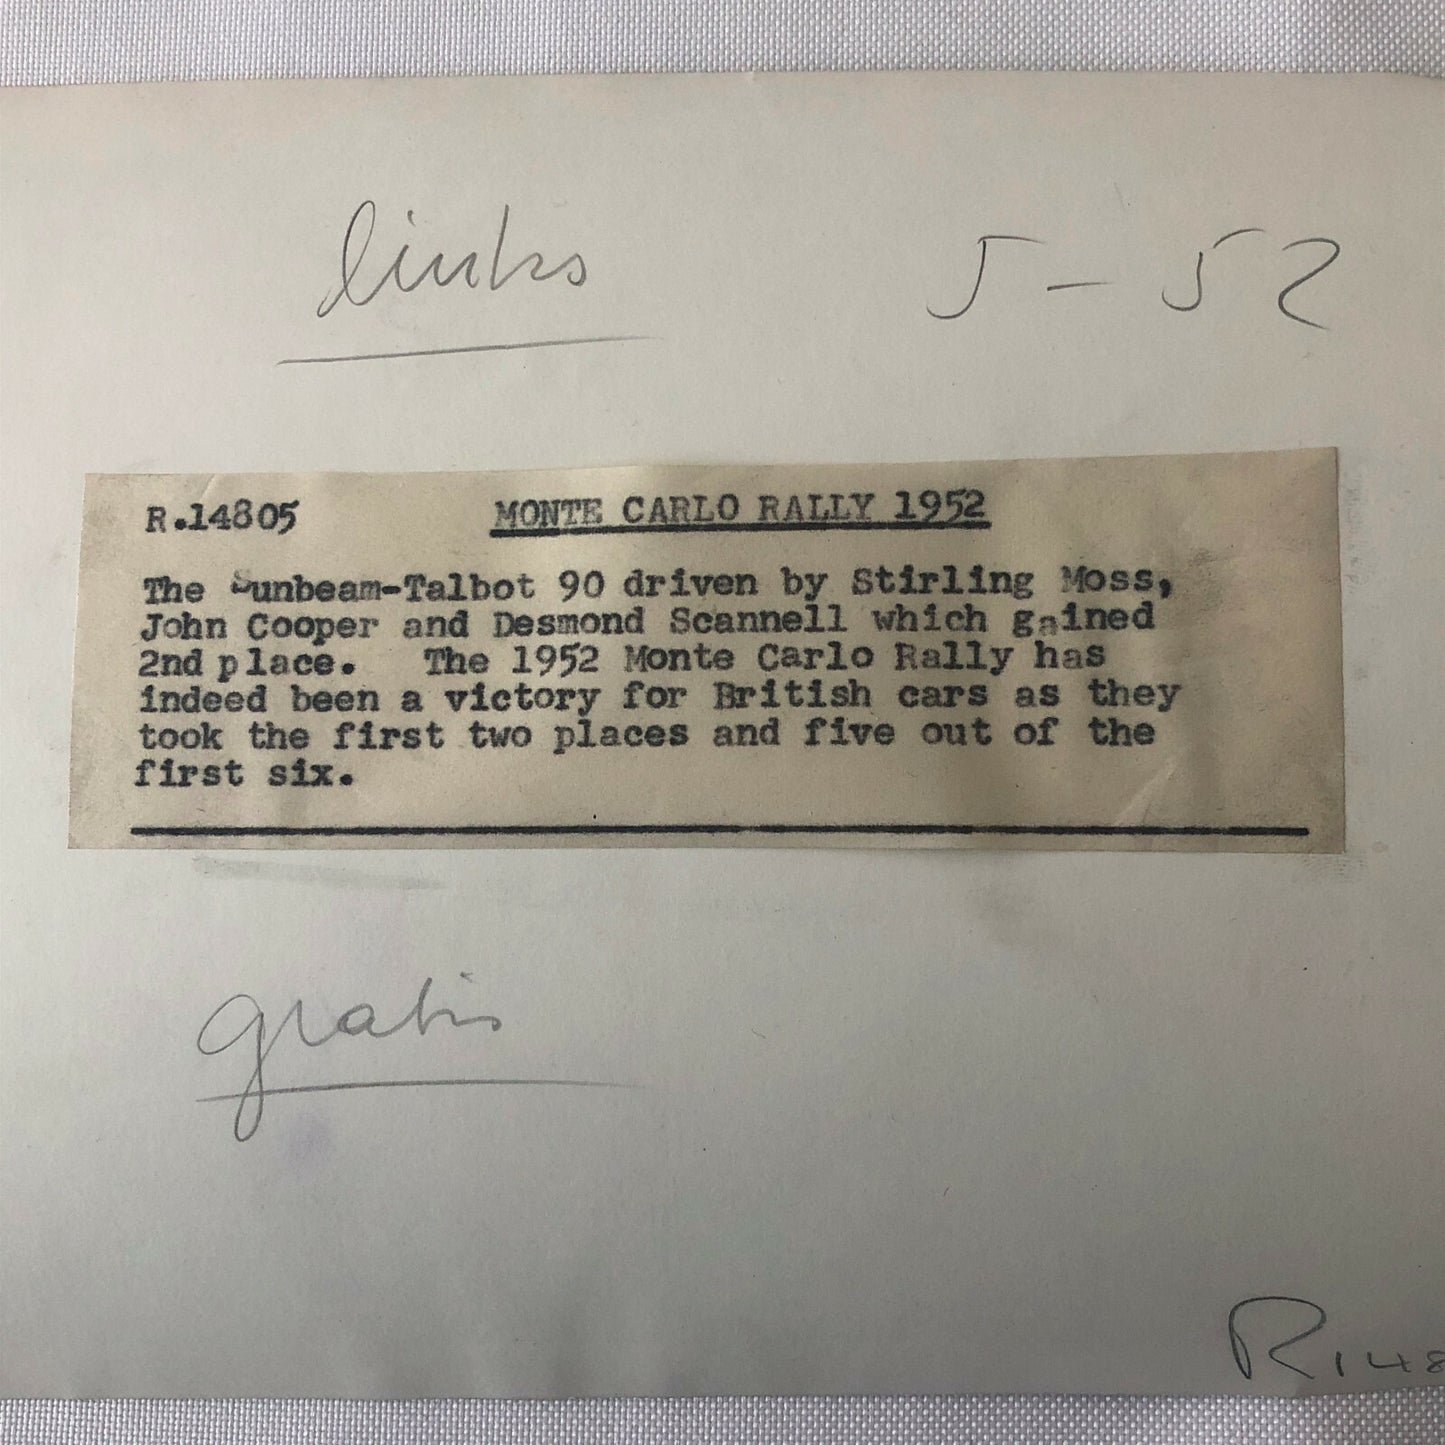 links
5 - 52
R.14805 MONTE CARLO RALLY 1952
The Sunbeam-Talbot 90 driven by Stirling Moss,
John Cooper and Desmond Scannell which gained
2nd place. The 1952 Monte Carlo Rally has
indeed been a victory for British cars as they
took the first two places and five out of the
first six.
gratis
R148